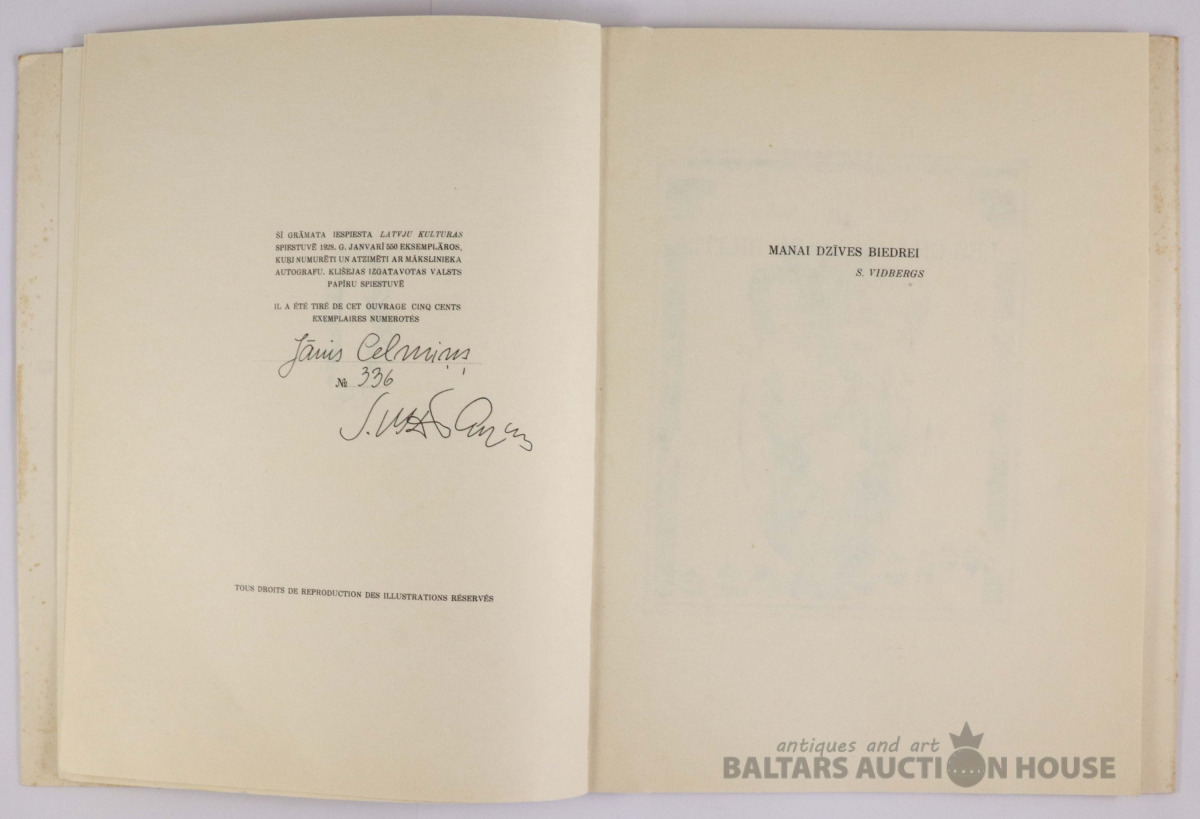 ŠĪ GRĀMATA IESPIESTA LATVJU KULTURAS
SPIESTUVĒ 1928. G. JANVARĪ 550 EKSEMPLĀROS,
KUŖI NUMURĒTI UN ATZIMĒTI AR MĀKSLINIEKA
AUTOGRAFU. KLIŠEJAS IZGATAVOTAS VALSTS
PAPĪRU SPIESTUVĒ
IL A ÉTÉ TIRÉ DE CET OUVRAGE CINQ CENTS
EXEMPLAIRES NUMEROTÉS
Jānis Celmiņš
№ 336
TOUS DROITS DE REPRODUCTION DES ILLUSTRATIONS RÉSERVÉS
MANAI DZĪVES BIEDREI
S. VIDBERGS
antiques and art
BALTARS AUCTION HOUSE